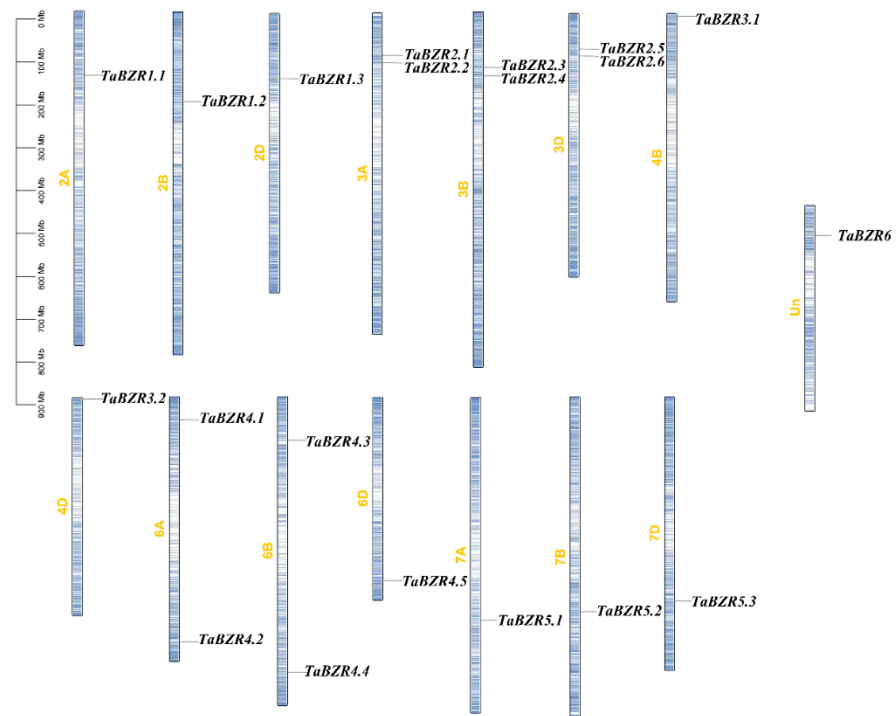 0 Mb
100 Mb
200 Mb
300 Mb
400 Mb
500 Mb
600 Mb
700 Mb
800 Mb
900 Mb
2A
TaBZR1.1
2B
TaBZR1.2
2D
TaBZR1.3
3A
TaBZR2.1
TaBZR2.2
3B
TaBZR2.3
TaBZR2.4
3D
TaBZR2.5
TaBZR2.6
4B
TaBZR3.1
Un
TaBZR6
4D
TaBZR3.2
6A
TaBZR4.1
TaBZR4.2
6B
TaBZR4.3
TaBZR4.4
6D
TaBZR4.5
7A
TaBZR5.1
7B
TaBZR5.2
7D
TaBZR5.3